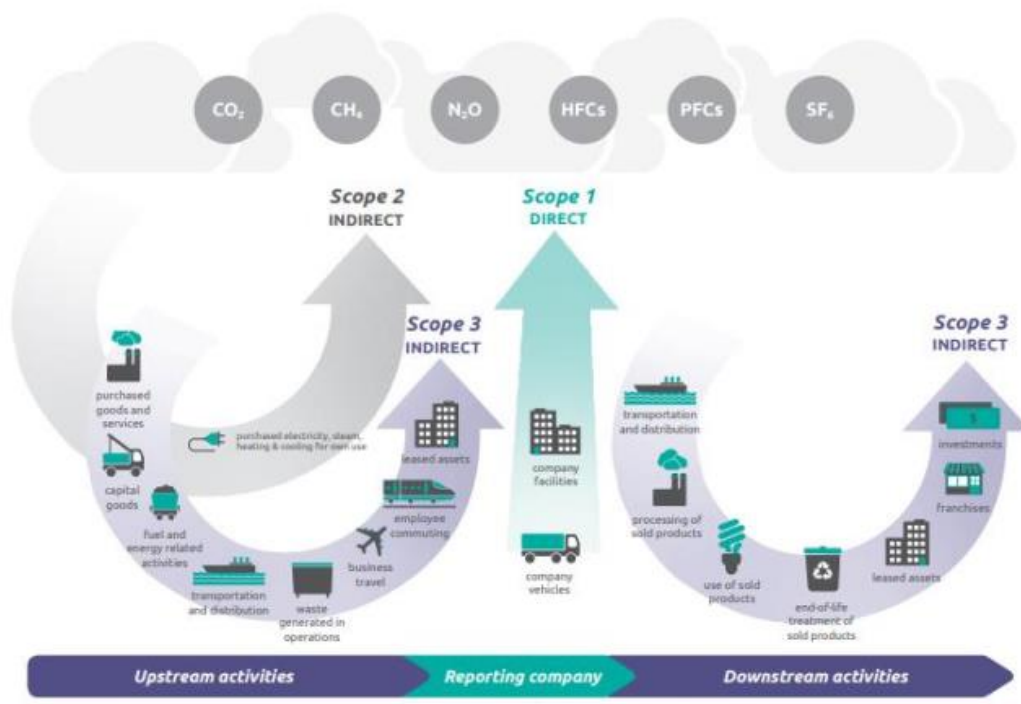 CO₂ CH₄ N₂O HFCs PFCs SF₆
Scope 2
INDIRECT
Scope 1
DIRECT
Scope 3
INDIRECT
Scope 3
INDIRECT
purchased
goods and
services
capital
goods
fuel and
energy related
activities
transportation
and distribution
waste
generated in
operations
business
travel
employee
commuting
leased assets
purchased electricity, steam,
heating & cooling for own use
company
facilities
company
vehicles
transportation
and distribution
processing of
sold products
use of sold
products
end-of-life
treatment of
sold products
leased assets
franchises
$
investments
Upstream activities
Reporting company
Downstream activities